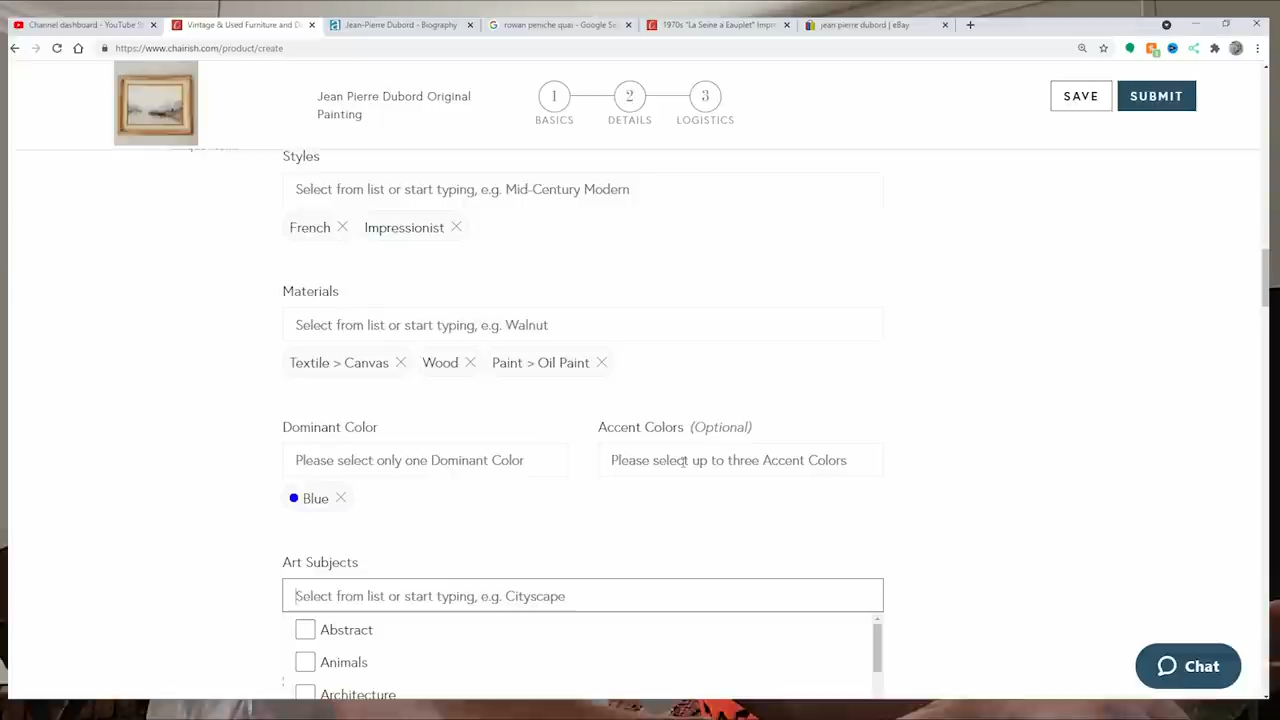 Channel dashboard - YouTube S
Vintage & Used Furniture and D
Jean-Pierre Dubord - Biography
rowan peniche quai - Google Se
1970s "La Seine a Eauplet" Impr
jean pierre dubord | eBay
https://www.chairish.com/product/create
Jean Pierre Dubord Original
Painting
1
2
3
BASICS
DETAILS
LOGISTICS
SAVE
SUBMIT
Styles
Select from list or start typing, e.g. Mid-Century Modern
French
Impressionist
Materials
Select from list or start typing, e.g. Walnut
Textile > Canvas
Wood
Paint > Oil Paint
Dominant Color
Accent Colors (Optional)
Please select only one Dominant Color
Please select up to three Accent Colors
Blue
Art Subjects
Select from list or start typing, e.g. Cityscape
Abstract
Animals
Architecture
Chat